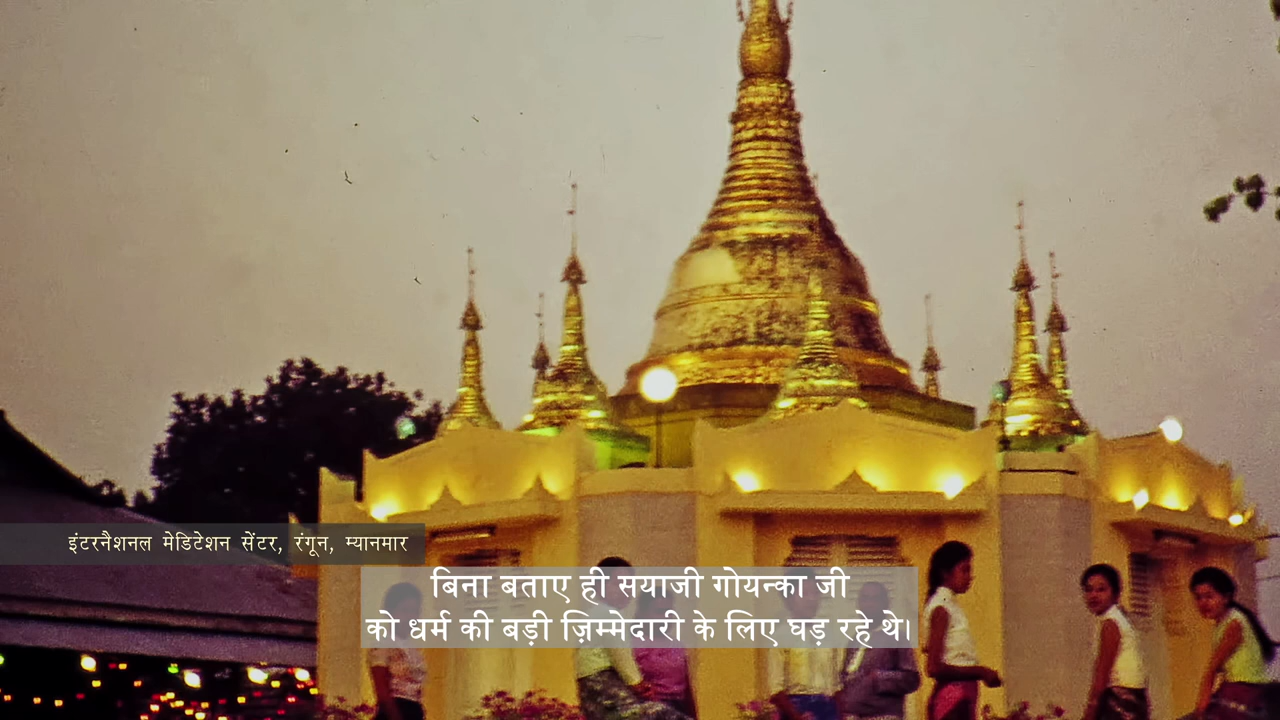 इंटरनैशनल मेडिटेशन सेंटर, रंगून, म्यानमार
बिना बताए ही सयाजी गोयन्का जी
को धर्म की बड़ी ज़िम्मेदारी के लिए घड़ रहे थे।